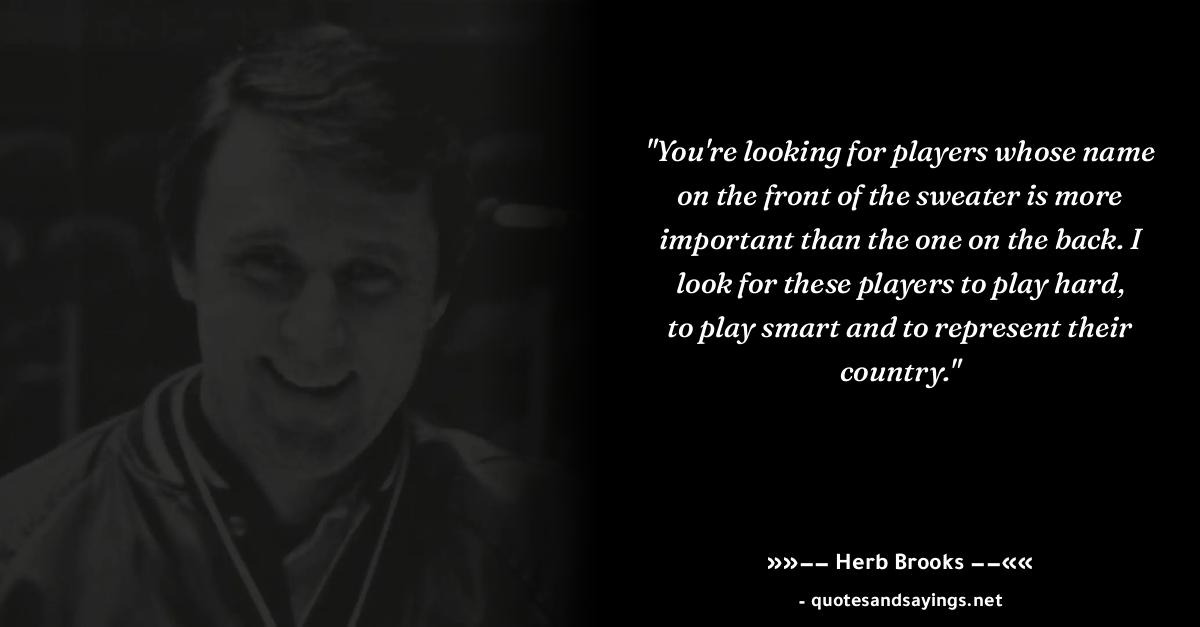 "You're looking for players whose name
on the front of the sweater is more
important than the one on the back. I
look for these players to play hard,
to play smart and to represent their
country."
»»–– Herb Brooks ––««
- quotesandsayings.net